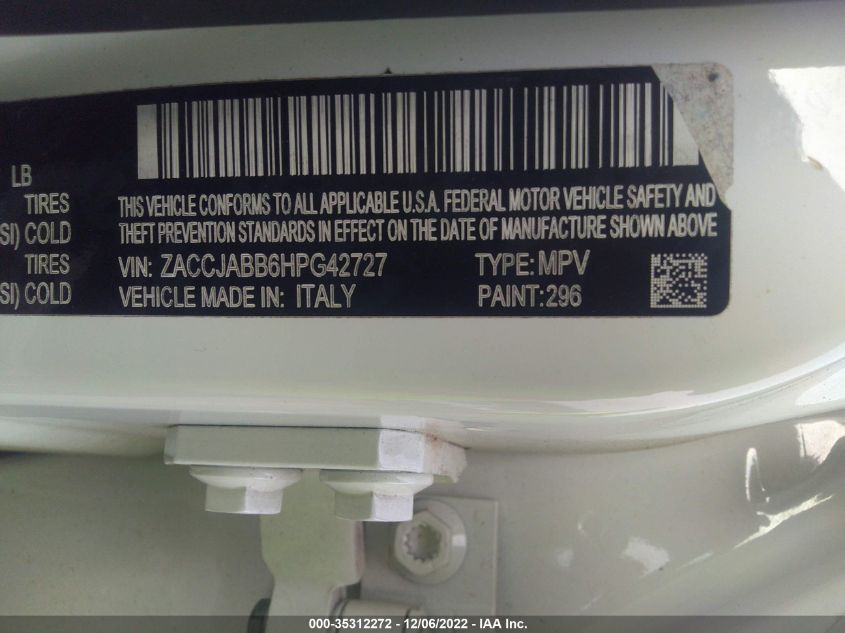 LB
TIRES
SI) COLD
TIRES
SI) COLD
THIS VEHICLE CONFORMS TO ALL APPLICABLE U.S.A. FEDERAL MOTOR VEHICLE SAFETY AND
THEFT PREVENTION STANDARDS IN EFFECT ON THE DATE OF MANUFACTURE SHOWN ABOVE
VIN: ZACCJABB6HPG42727 TYPE: MPV
VEHICLE MADE IN: ITALY PAINT: 296
000-35312272 - 12/06/2022 - IAA Inc.